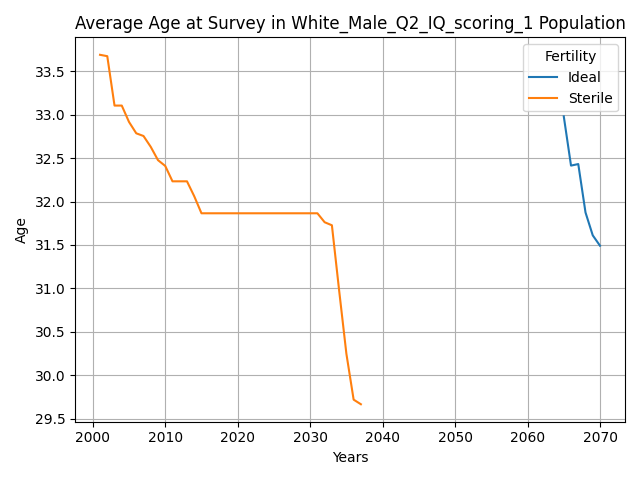 Average Age at Survey in White_Male_Q2_IQ_scoring_1 Population
Fertility
Ideal
Sterile
Age
33.5
33.0
32.5
32.0
31.5
31.0
30.5
30.0
29.5
2000 2010 2020 2030 2040 2050 2060 2070
Years